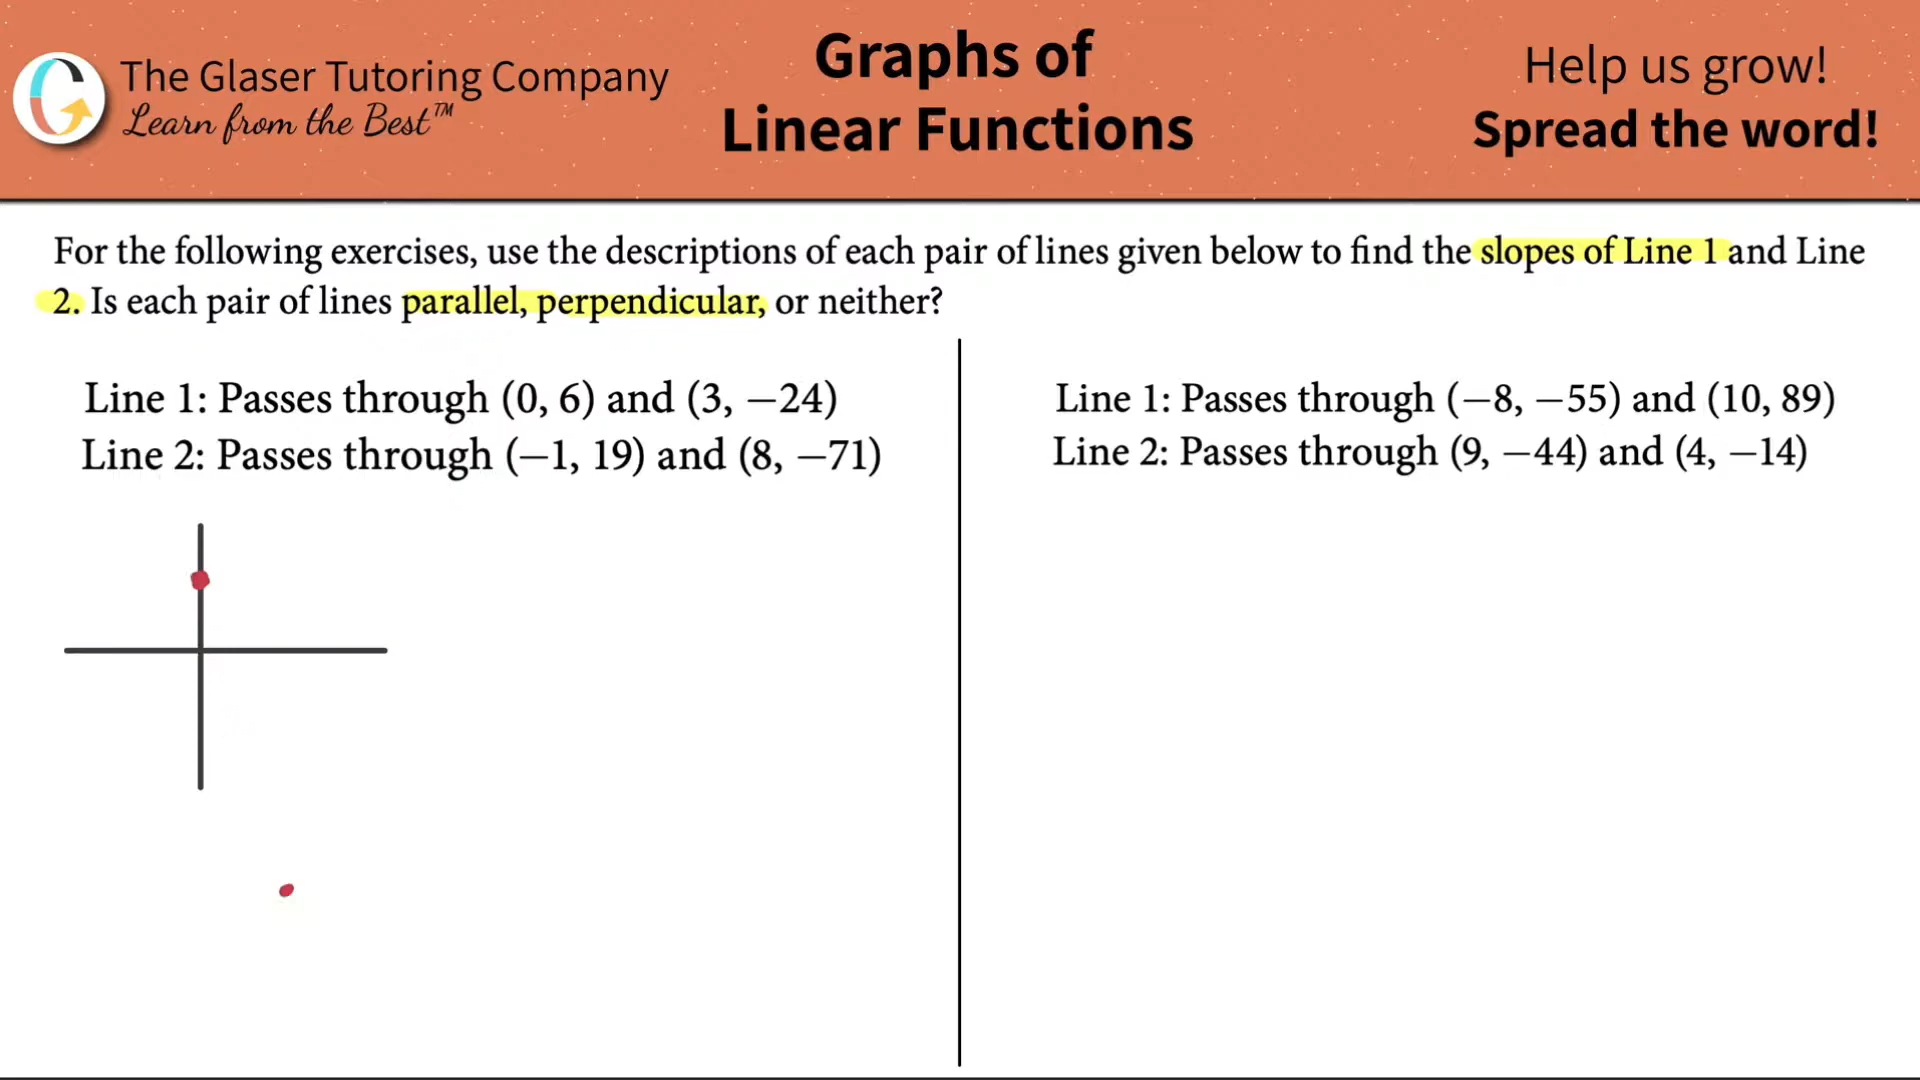 The Glaser Tutoring Company
Learn from the Best™
Graphs of
Linear Functions
Help us grow!
Spread the word!
For the following exercises, use the descriptions of each pair of lines given below to find the slopes of Line 1 and Line
2. Is each pair of lines parallel, perpendicular, or neither?
Line 1: Passes through (0, 6) and (3, −24)
Line 2: Passes through (−1, 19) and (8, −71)
Line 1: Passes through (−8, −55) and (10, 89)
Line 2: Passes through (9, −44) and (4, −14)